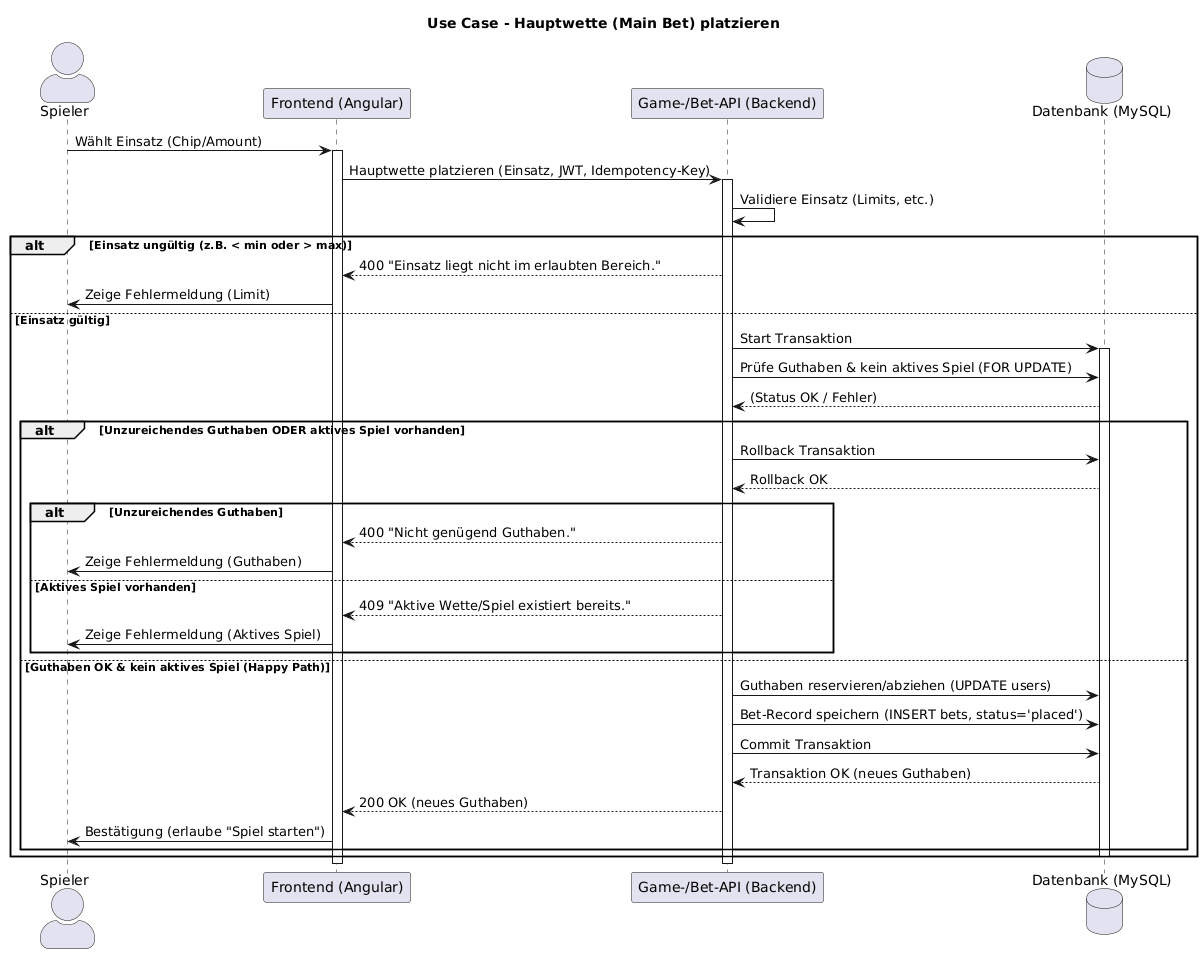 Use Case - Hauptwette (Main Bet) platzieren
Spieler
Frontend (Angular)
Game-/Bet-API (Backend)
Datenbank (MySQL)
Wählt Einsatz (Chip/Amount)
Hauptwette platzieren (Einsatz, JWT, Idempotency-Key)
Validiere Einsatz (Limits, etc.)
alt
[Einsatz ungültig (z.B. < min oder > max)]
400 "Einsatz liegt nicht im erlaubten Bereich."
Zeige Fehlermeldung (Limit)
[Einsatz gültig]
Start Transaktion
Prüfe Guthaben & kein aktives Spiel (FOR UPDATE)
(Status OK / Fehler)
alt
[Unzureichendes Guthaben ODER aktives Spiel vorhanden]
Rollback Transaktion
Rollback OK
alt
[Unzureichendes Guthaben]
400 "Nicht genügend Guthaben."
Zeige Fehlermeldung (Guthaben)
[Aktives Spiel vorhanden]
409 "Aktive Wette/Spiel existiert bereits."
Zeige Fehlermeldung (Aktives Spiel)
[Guthaben OK & kein aktives Spiel (Happy Path)]
Guthaben reservieren/abziehen (UPDATE users)
Bet-Record speichern (INSERT bets, status='placed')
Commit Transaktion
Transaktion OK (neues Guthaben)
200 OK (neues Guthaben)
Bestätigung (erlaube "Spiel starten")
Spieler
Frontend (Angular)
Game-/Bet-API (Backend)
Datenbank (MySQL)